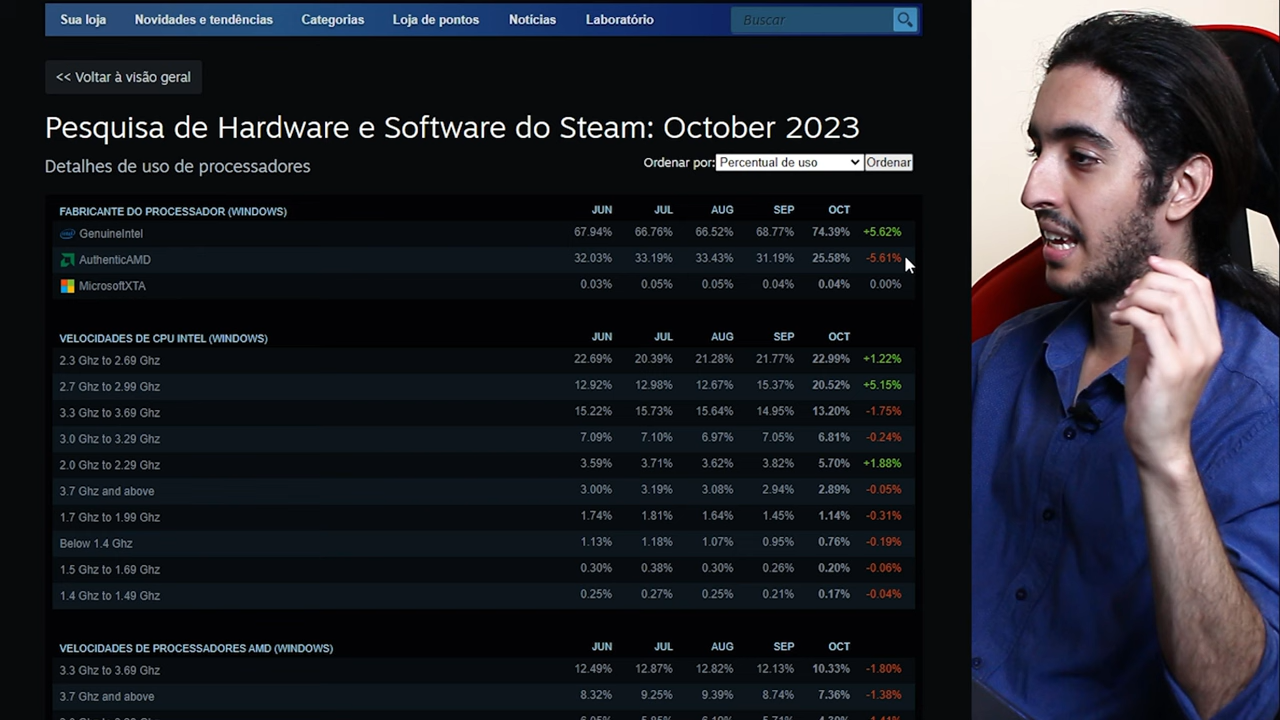 Sua loja Novidades e tendências Categorias Loja de pontos Notícias Laboratório Buscar
<< Voltar à visão geral
Pesquisa de Hardware e Software do Steam: October 2023
Detalhes de uso de processadores
Ordenar por: Percentual de uso Ordenar
FABRICANTE DO PROCESSADOR (WINDOWS) JUN JUL AUG SEP OCT
GenuineIntel 67.94% 66.76% 66.52% 68.77% 74.39% +5.62%
AuthenticAMD 32.03% 33.19% 33.43% 31.19% 25.58% -5.61%
MicrosoftXTA 0.03% 0.05% 0.05% 0.04% 0.04% 0.00%
VELOCIDADES DE CPU INTEL (WINDOWS) JUN JUL AUG SEP OCT
2.3 Ghz to 2.69 Ghz 22.69% 20.39% 21.28% 21.77% 22.99% +1.22%
2.7 Ghz to 2.99 Ghz 12.92% 12.98% 12.67% 15.37% 20.52% +5.15%
3.3 Ghz to 3.69 Ghz 15.22% 15.73% 15.64% 14.95% 13.20% -1.75%
3.0 Ghz to 3.29 Ghz 7.09% 7.10% 6.97% 7.05% 6.81% -0.24%
2.0 Ghz to 2.29 Ghz 3.59% 3.71% 3.62% 3.82% 5.70% +1.88%
3.7 Ghz and above 3.00% 3.19% 3.08% 2.94% 2.89% -0.05%
1.7 Ghz to 1.99 Ghz 1.74% 1.81% 1.64% 1.45% 1.14% -0.31%
Below 1.4 Ghz 1.13% 1.18% 1.07% 0.95% 0.76% -0.19%
1.5 Ghz to 1.69 Ghz 0.30% 0.38% 0.30% 0.26% 0.20% -0.06%
1.4 Ghz to 1.49 Ghz 0.25% 0.27% 0.25% 0.21% 0.17% -0.04%
VELOCIDADES DE PROCESSADORES AMD (WINDOWS) JUN JUL AUG SEP OCT
3.3 Ghz to 3.69 Ghz 12.49% 12.87% 12.82% 12.13% 10.33% -1.80%
3.7 Ghz and above 8.32% 9.25% 9.39% 8.74% 7.36% -1.38%